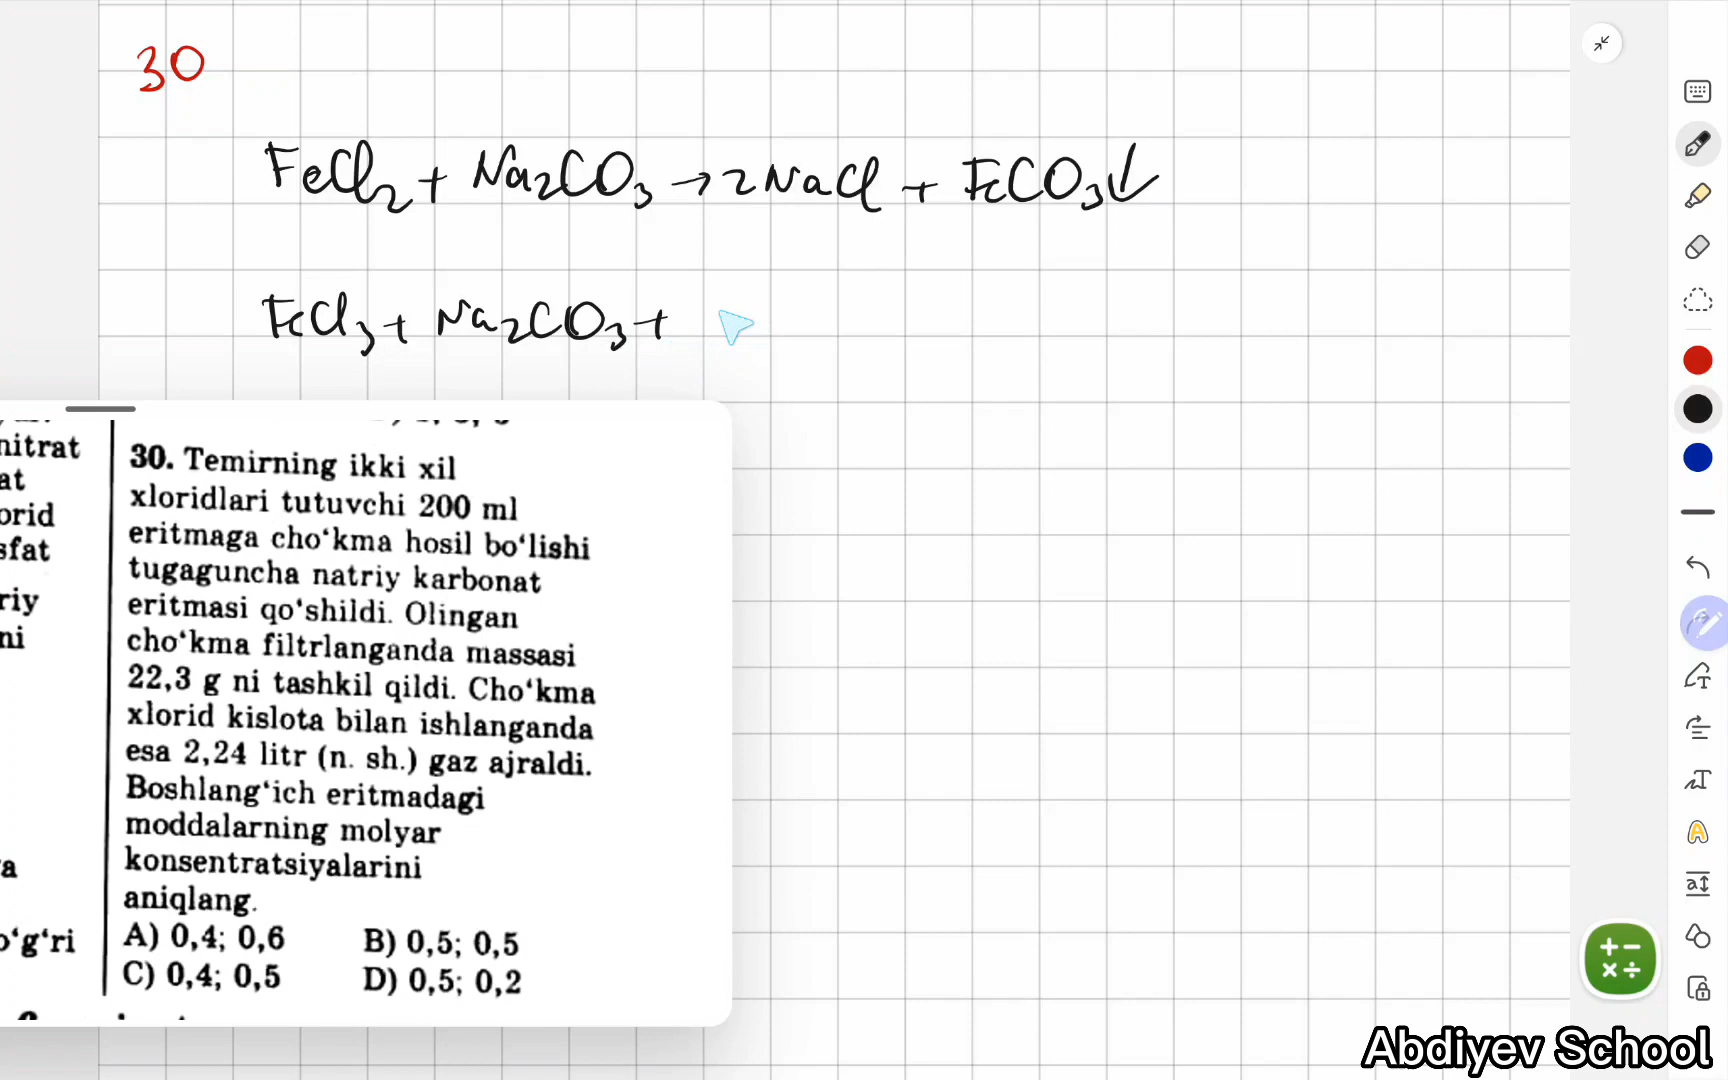 30
FeCl2 + Na2CO3 → 2NaCl + FeCO3↓
FeCl3 + Na2CO3 +
nitrat
at
orid
sfat
riy
ni
a
o‘g‘ri
30. Temirning ikki xil
xloridlari tutuvchi 200 ml
eritmaga cho‘kma hosil bo‘lishi
tugaguncha natriy karbonat
eritmasi qo‘shildi. Olingan
cho‘kma filtrlanganda massasi
22,3 g ni tashkil qildi. Cho‘kma
xlorid kislota bilan ishlanganda
esa 2,24 litr (n. sh.) gaz ajraldi.
Boshlang‘ich eritmadagi
moddalarning molyar
konsentratsiyalarini
aniqlang.
A) 0,4; 0,6 B) 0,5; 0,5
C) 0,4; 0,5 D) 0,5; 0,2
Abdiyev School